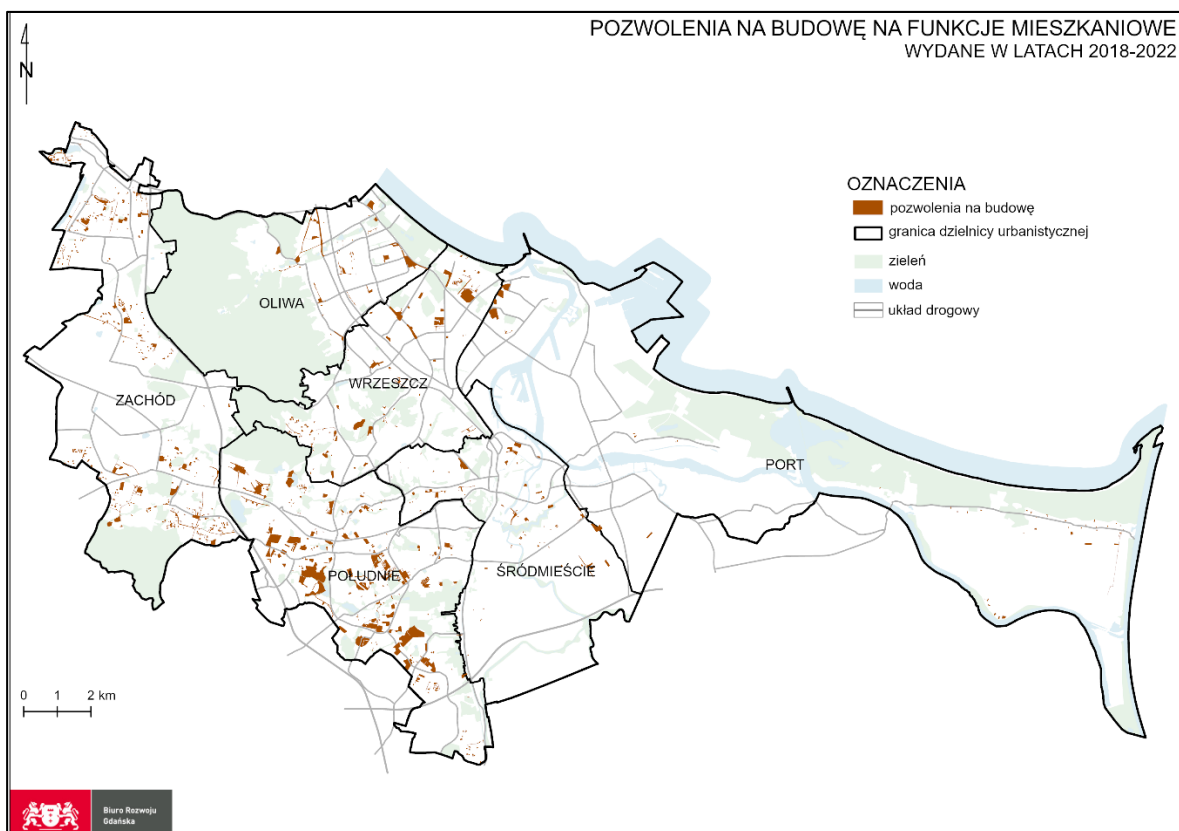 POZWOLENIA NA BUDOWĘ NA FUNKCJE MIESZKANIOWE
WYDANE W LATACH 2018-2022
N
OZNACZENIA
pozwolenia na budowę
granica dzielnicy urbanistycznej
zieleń
woda
układ drogowy
OLIWA
WRZESZCZ
ZACHÓD
PORT
POŁUDNIE
ŚRÓDMIEŚCIE
0 1 2 km
Biuro Rozwoju
Gdańska